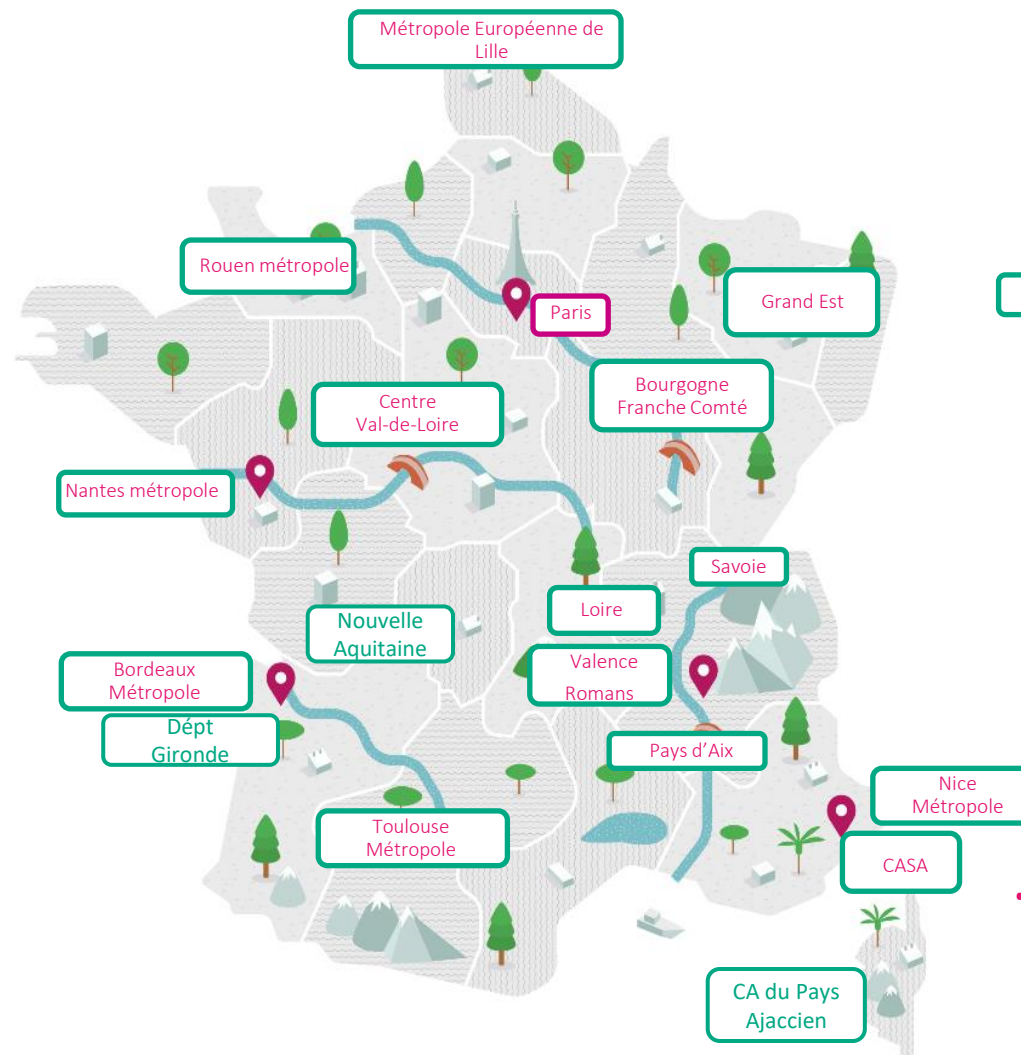 Métropole Européenne de
Lille
Rouen métropole
Paris
Grand Est
Centre
Val-de-Loire
Bourgogne
Franche Comté
Nantes métropole
Savoie
Loire
Nouvelle
Aquitaine
Valence
Romans
Bordeaux
Métropole
Dépt
Gironde
Pays d’Aix
Nice
Métropole
Toulouse
Métropole
CASA
CA du Pays
Ajaccien